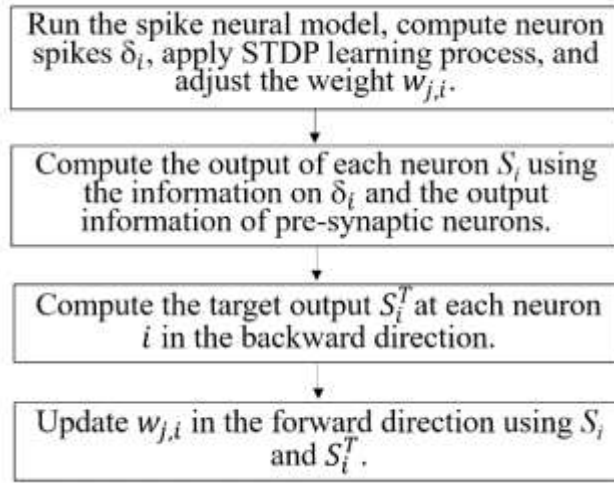 Run the spike neural model, compute neuron
spikes δᵢ, apply STDP learning process, and
adjust the weight wⱼ,ᵢ.
Compute the output of each neuron Sᵢ using
the information on δᵢ and the output
information of pre-synaptic neurons.
Compute the target output Sᵢᵀ at each neuron
i in the backward direction.
Update wⱼ,ᵢ in the forward direction using Sᵢ
and Sᵢᵀ.